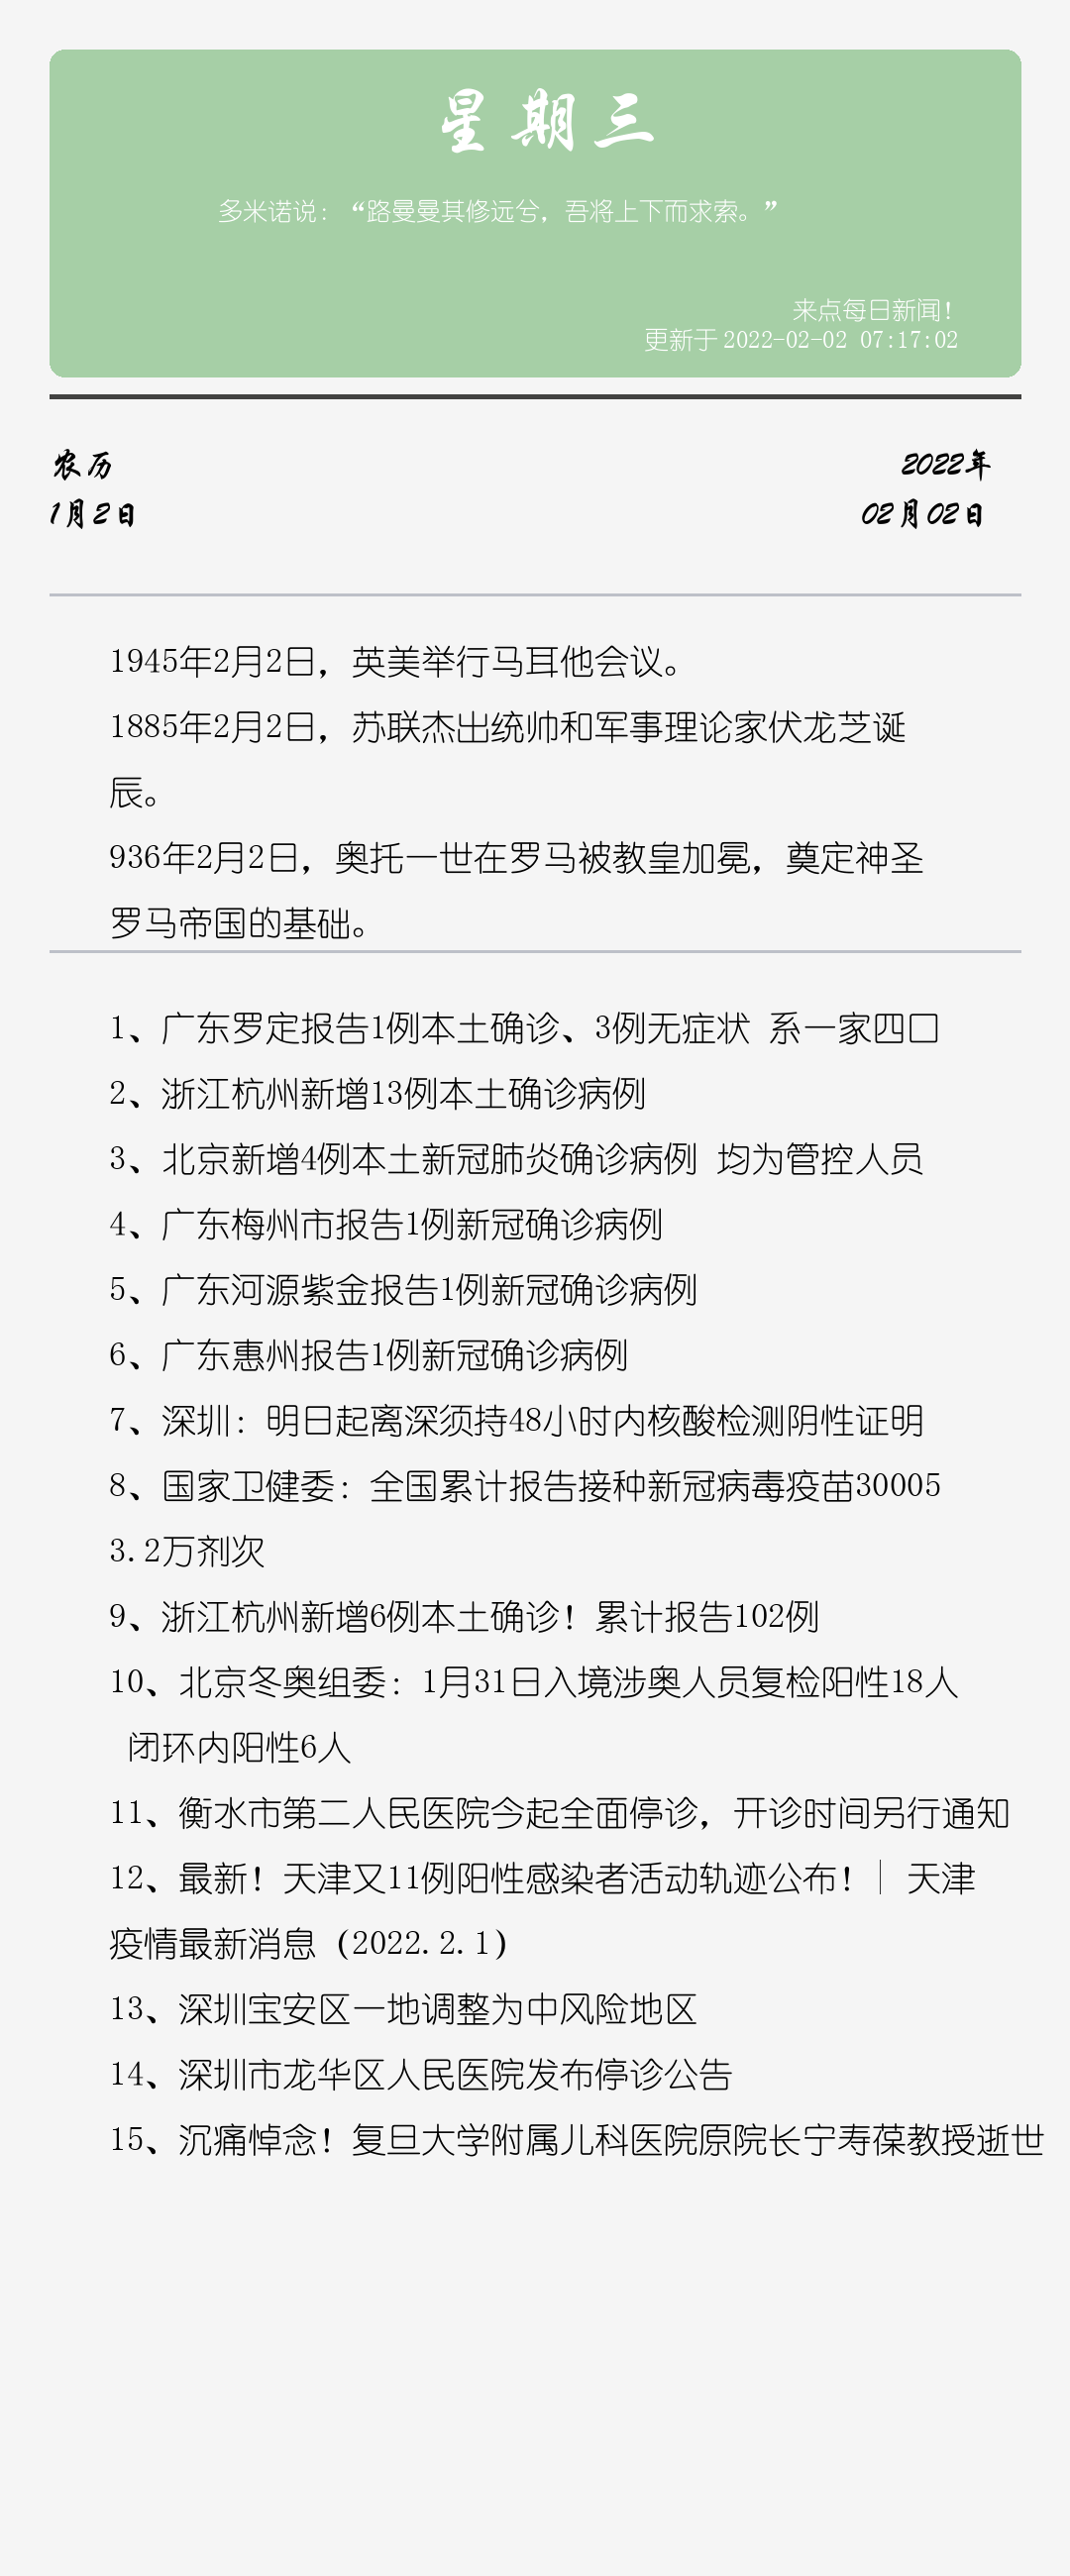 星期三
多米诺说：“路曼曼其修远兮，吾将上下而求索。”
来点每日新闻！
更新于 2022-02-02 07:17:02
农历
2022年
1月2日
02月02日
1945年2月2日，英美举行马耳他会议。
1885年2月2日，苏联杰出统帅和军事理论家伏龙芝诞
辰。
936年2月2日，奥托一世在罗马被教皇加冕，奠定神圣
罗马帝国的基础。
1、广东罗定报告1例本土确诊、3例无症状 系一家四口
2、浙江杭州新增13例本土确诊病例
3、北京新增4例本土新冠肺炎确诊病例 均为管控人员
4、广东梅州市报告1例新冠确诊病例
5、广东河源紫金报告1例新冠确诊病例
6、广东惠州报告1例新冠确诊病例
7、深圳：明日起离深须持48小时内核酸检测阴性证明
8、国家卫健委：全国累计报告接种新冠病毒疫苗30005
3.2万剂次
9、浙江杭州新增6例本土确诊！累计报告102例
10、北京冬奥组委：1月31日入境涉奥人员复检阳性18人
闭环内阳性6人
11、衡水市第二人民医院今起全面停诊，开诊时间另行通知
12、最新！天津又11例阳性感染者活动轨迹公布！｜天津
疫情最新消息（2022.2.1）
13、深圳宝安区一地调整为中风险地区
14、深圳市龙华区人民医院发布停诊公告
15、沉痛悼念！复旦大学附属儿科医院原院长宁寿葆教授逝世